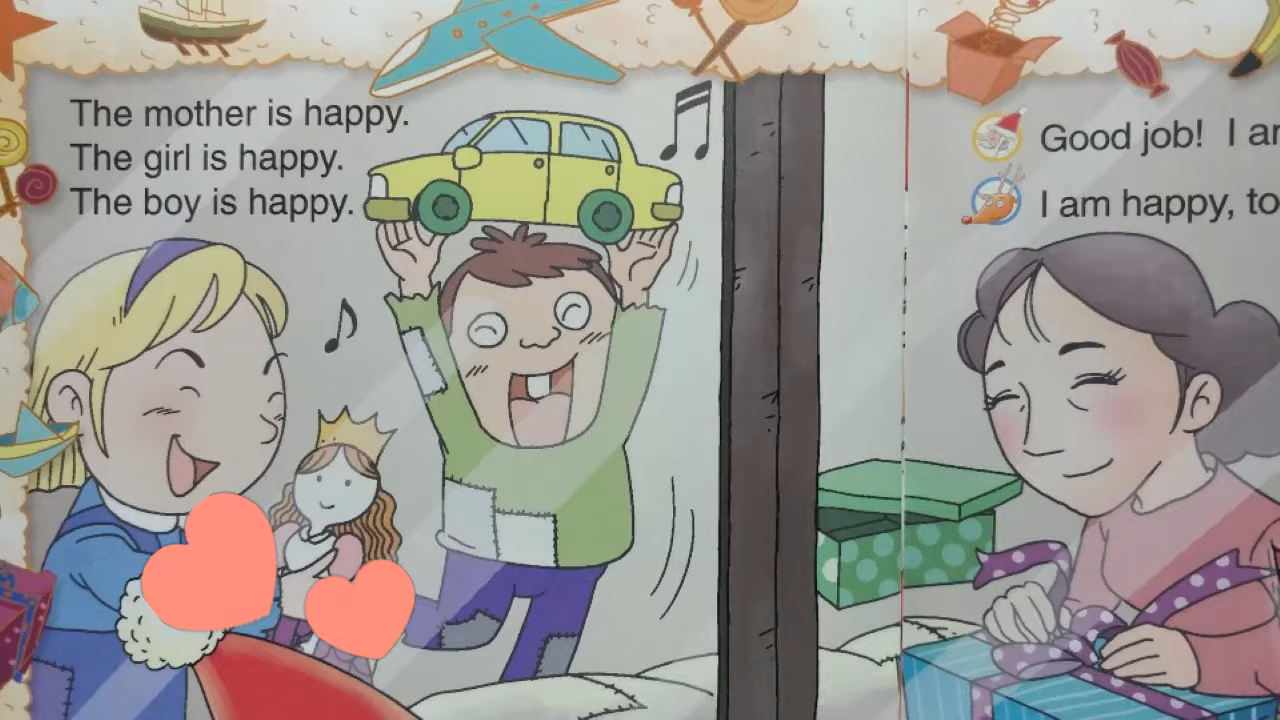 The mother is happy.
The girl is happy.
The boy is happy.
Good job! I
I am happy,